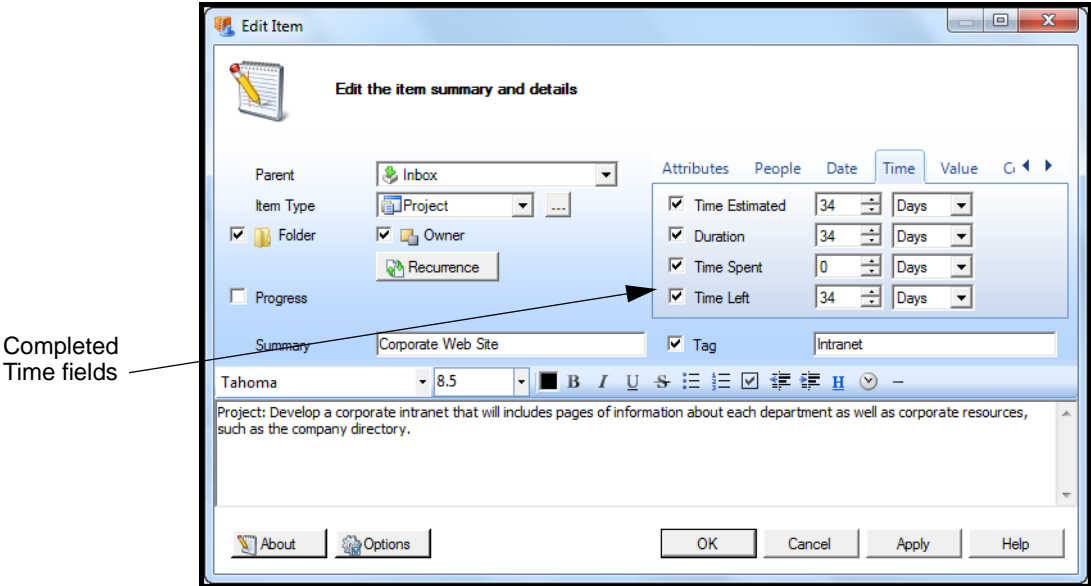 Edit Item
Edit the item summary and details
Parent
Inbox
Item Type
Project
...
Folder
Owner
Recurrence
Progress
Attributes People Date Time Value
Time Estimated 34 Days
Duration 34 Days
Time Spent 0 Days
Time Left 34 Days
Completed
Time fields
Summary Corporate Web Site
Tag Intranet
Tahoma 8.5 B I U S H
Project: Develop a corporate intranet that will includes pages of information about each department as well as corporate resources,
such as the company directory.
About Options OK Cancel Apply Help